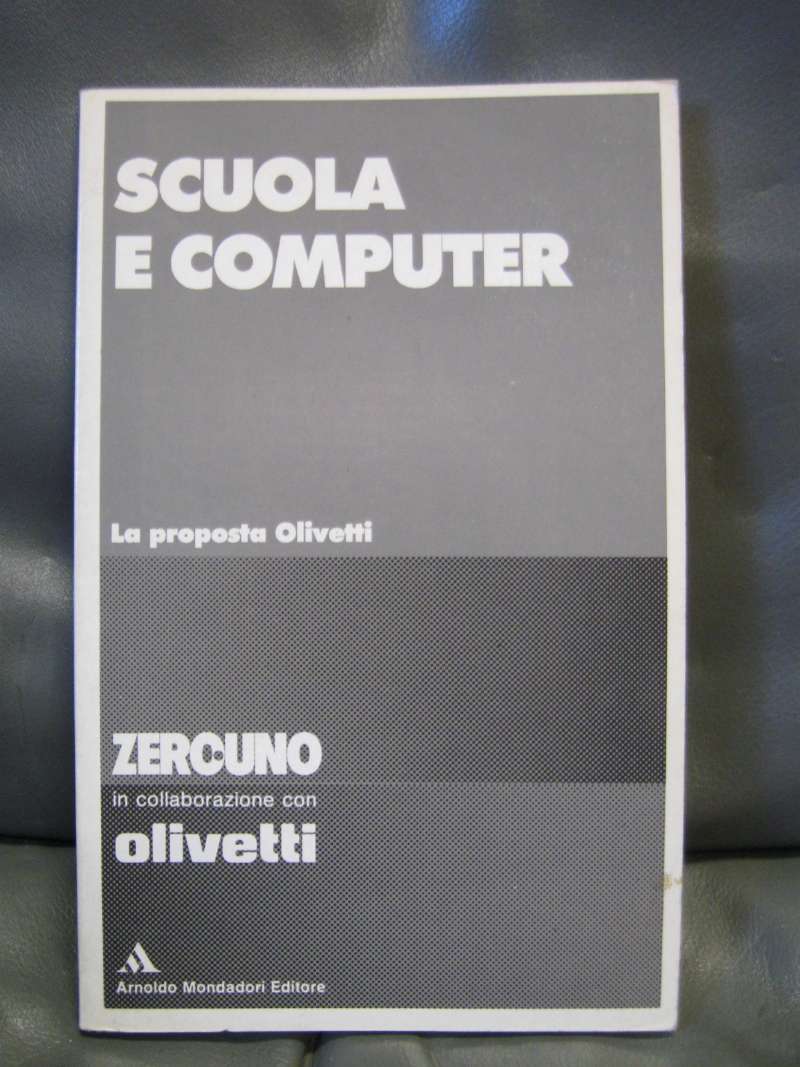 SCUOLA
E COMPUTER
La proposta Olivetti
ZEROUNO
in collaborazione con
olivetti
Arnoldo Mondadori Editore